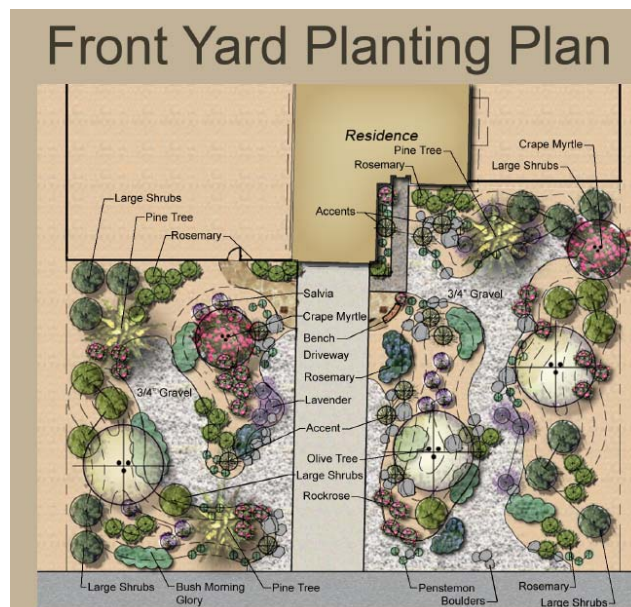 Front Yard Planting Plan
Residence
Pine Tree
Rosemary
Crape Myrtle
Large Shrubs
Large Shrubs
Pine Tree
Rosemary
Accents
Salvia
3/4" Gravel
Crape Myrtle
Bench
Driveway
Rosemary
3/4" Gravel
Lavender
Accent
Olive Tree
Large Shrubs
Rockrose
Large Shrubs
Bush Morning
Glory
Pine Tree
Penstemon
Boulders
Rosemary
Large Shrubs